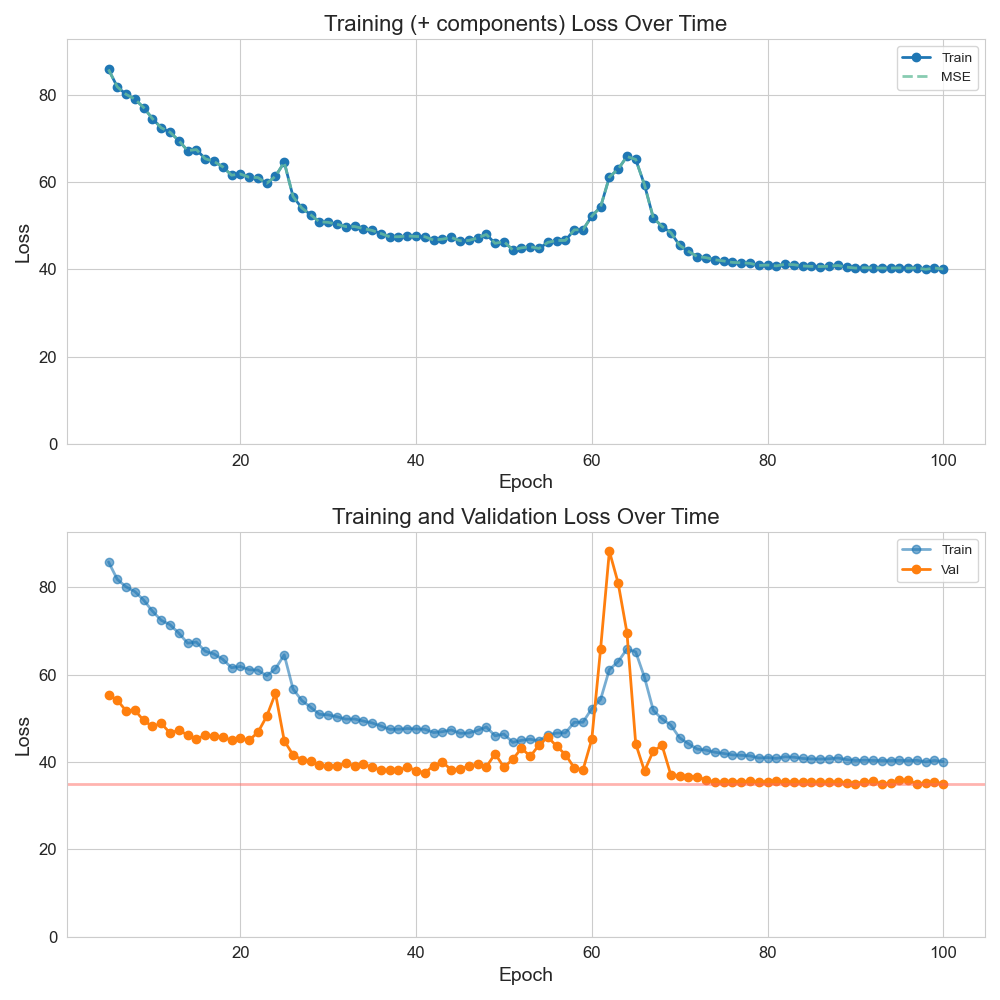 Training (+ components) Loss Over Time
Train
MSE
Loss
80
60
40
20
0
20 40 60 80 100
Epoch
Training and Validation Loss Over Time
Train
Val
Loss
80
60
40
20
0
20 40 60 80 100
Epoch